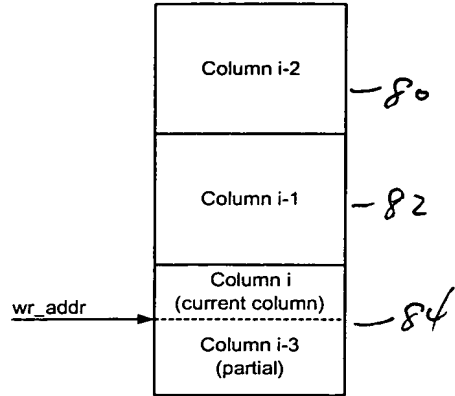 Column i-2
80
Column i-1
82
Column i
(current column)
wr_addr
84
Column i-3
(partial)